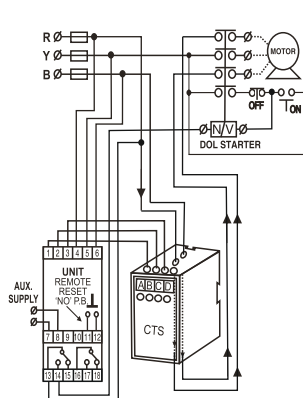 R
Y
B
MOTOR
OFF
ON
N/V
DOL STARTER
1 2 3 4 5 6
UNIT
REMOTE
RESET
'NO' P.B.
AUX.
SUPPLY
7 8 9 10 11 12
13 14 15 16 17 18
A B C D
CTS